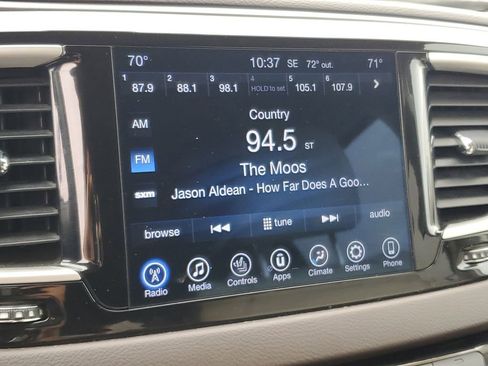 70° 10:37 SE 72° out. 71°
1 2 3 4 5 6
87.9 88.1 98.1 HOLD to set 105.1 107.9
Country
AM
94.5 ST
FM
The Moos
sxm Jason Aldean - How Far Does A Goo...
browse tune audio
Radio Media Controls Apps Climate Settings Phone